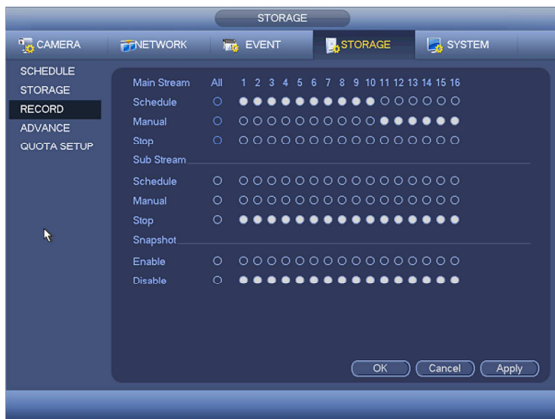 STORAGE
CAMERA NETWORK EVENT STORAGE SYSTEM
SCHEDULE
STORAGE
RECORD
ADVANCE
QUOTA SETUP
Main Stream All 1 2 3 4 5 6 7 8 9 10 11 12 13 14 15 16
Schedule
Manual
Stop
Sub Stream
Schedule
Manual
Stop
Snapshot
Enable
Disable
OK Cancel Apply